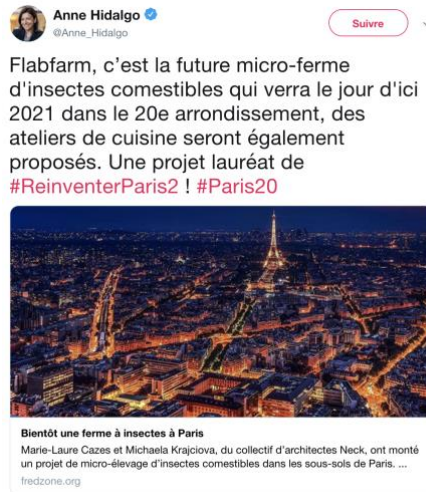 Anne Hidalgo
@Anne_Hidalgo
Suivre
Flabfarm, c’est la future micro-ferme
d'insectes comestibles qui verra le jour d'ici
2021 dans le 20e arrondissement, des
ateliers de cuisine seront également
proposés. Une projet lauréat de
#ReinventerParis2 ! #Paris20
Bientôt une ferme à insectes à Paris
Marie-Laure Cazes et Michaela Krajciova, du collectif d’architectes Neck, ont monté
un projet de micro-élevage d’insectes comestibles dans les sous-sols de Paris. ...
fredzone.org